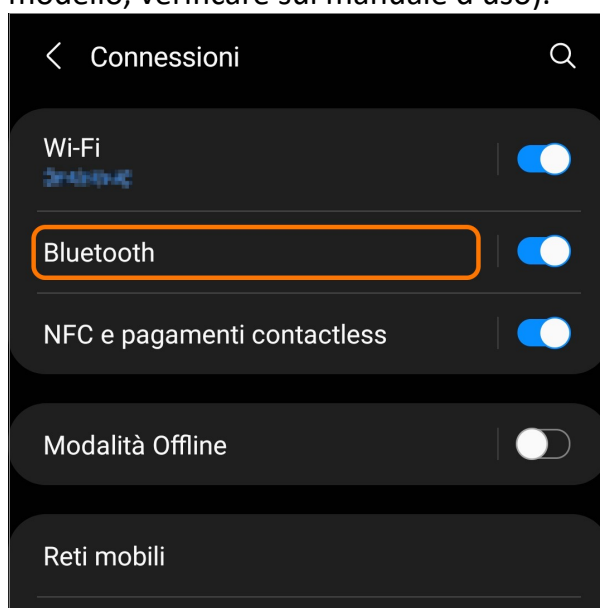 modello, verificare sul manuale d'uso).
Connessioni
Wi-Fi
Bluetooth
NFC e pagamenti contactless
Modalità Offline
Reti mobili